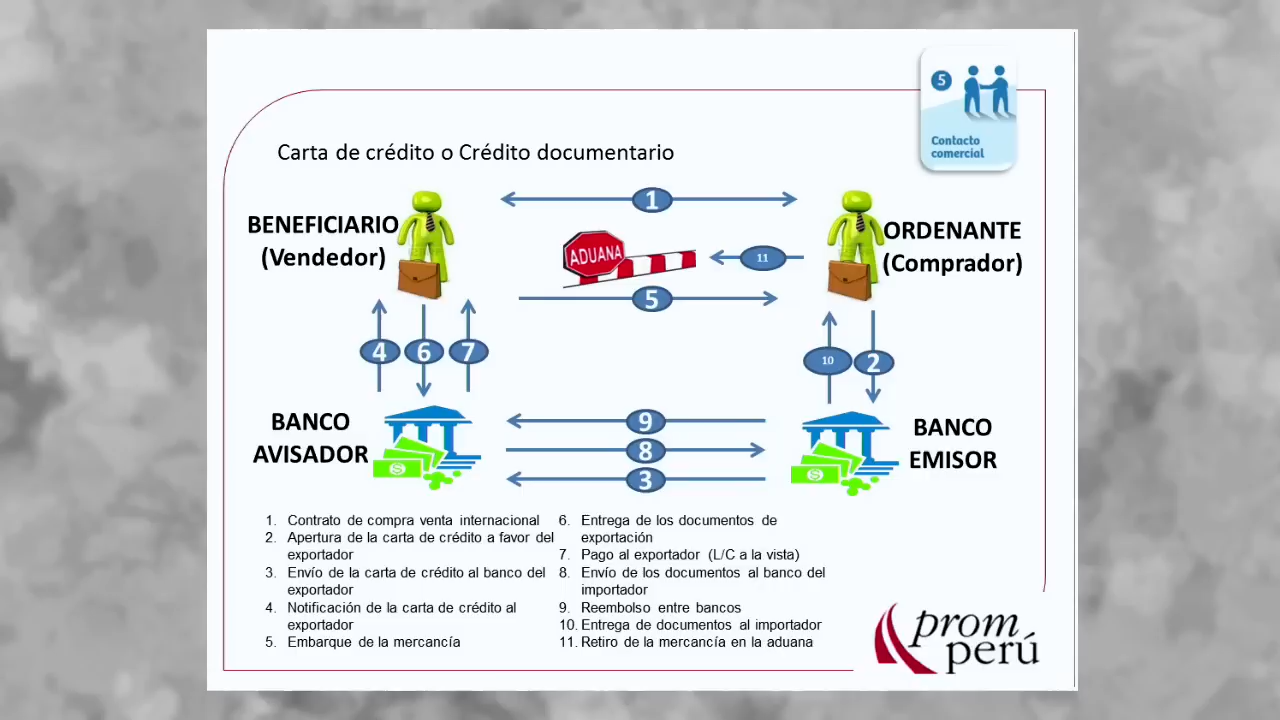 5
Contacto
comercial
Carta de crédito o Crédito documentario
BENEFICIARIO
(Vendedor)
1
ORDENANTE
(Comprador)
ADUANA
11
5
4
6
7
10
2
BANCO
AVISADOR
9
8
3
BANCO
EMISOR
1. Contrato de compra venta internacional
2. Apertura de la carta de crédito a favor del
exportador
3. Envío de la carta de crédito al banco del
exportador
4. Notificación de la carta de crédito al
exportador
5. Embarque de la mercancía
6. Entrega de los documentos de
exportación
7. Pago al exportador (L/C a la vista)
8. Envío de los documentos al banco del
importador
9. Reembolso entre bancos
10. Entrega de documentos al importador
11. Retiro de la mercancía en la aduana
prom
perú